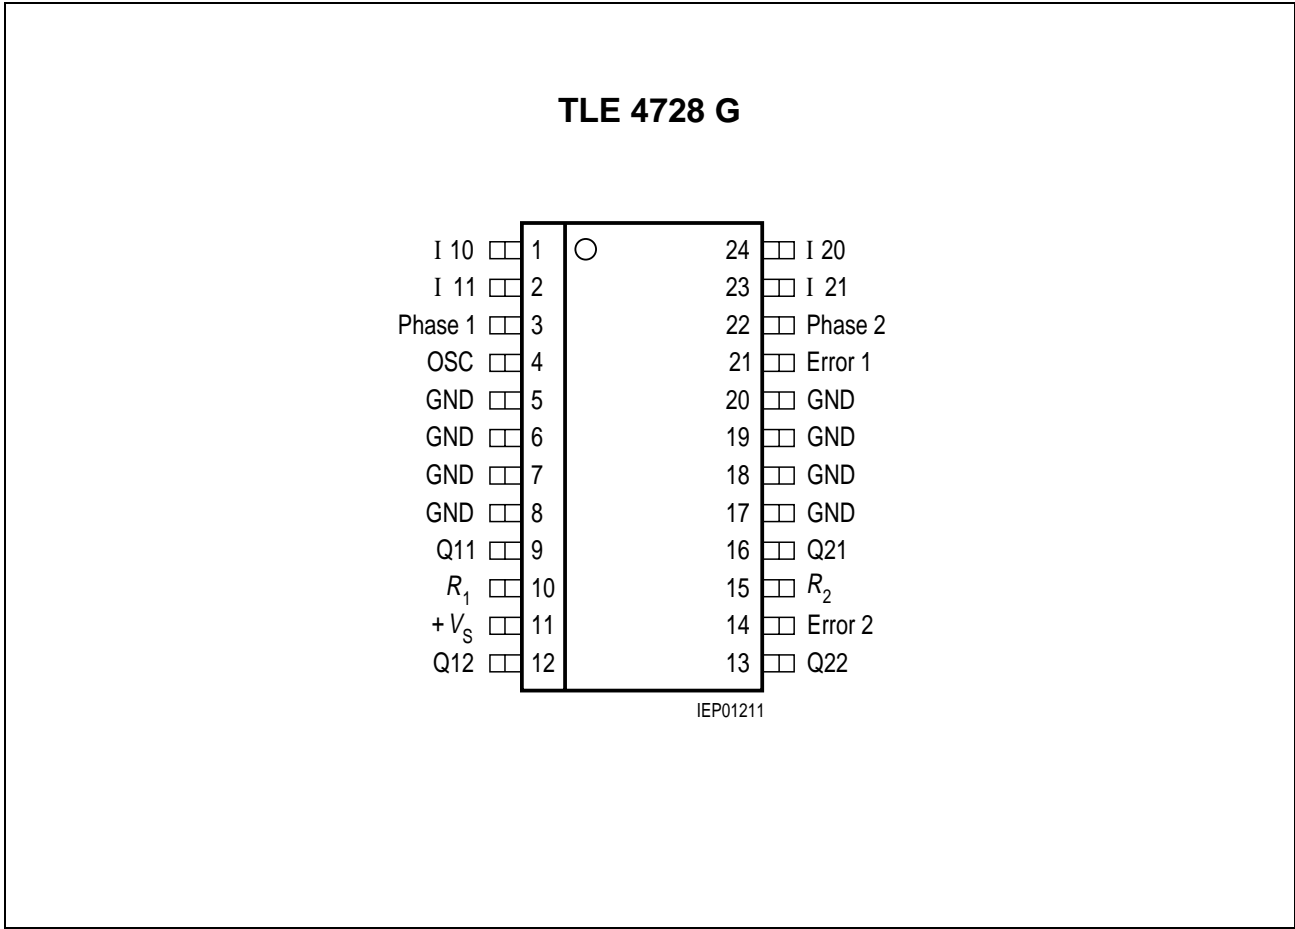 TLE 4728 G
I 10 1 24 I 20
I 11 2 23 I 21
Phase 1 3 22 Phase 2
OSC 4 21 Error 1
GND 5 20 GND
GND 6 19 GND
GND 7 18 GND
GND 8 17 GND
Q11 9 16 Q21
R1 10 15 R2
+ VS 11 14 Error 2
Q12 12 13 Q22
IEP01211